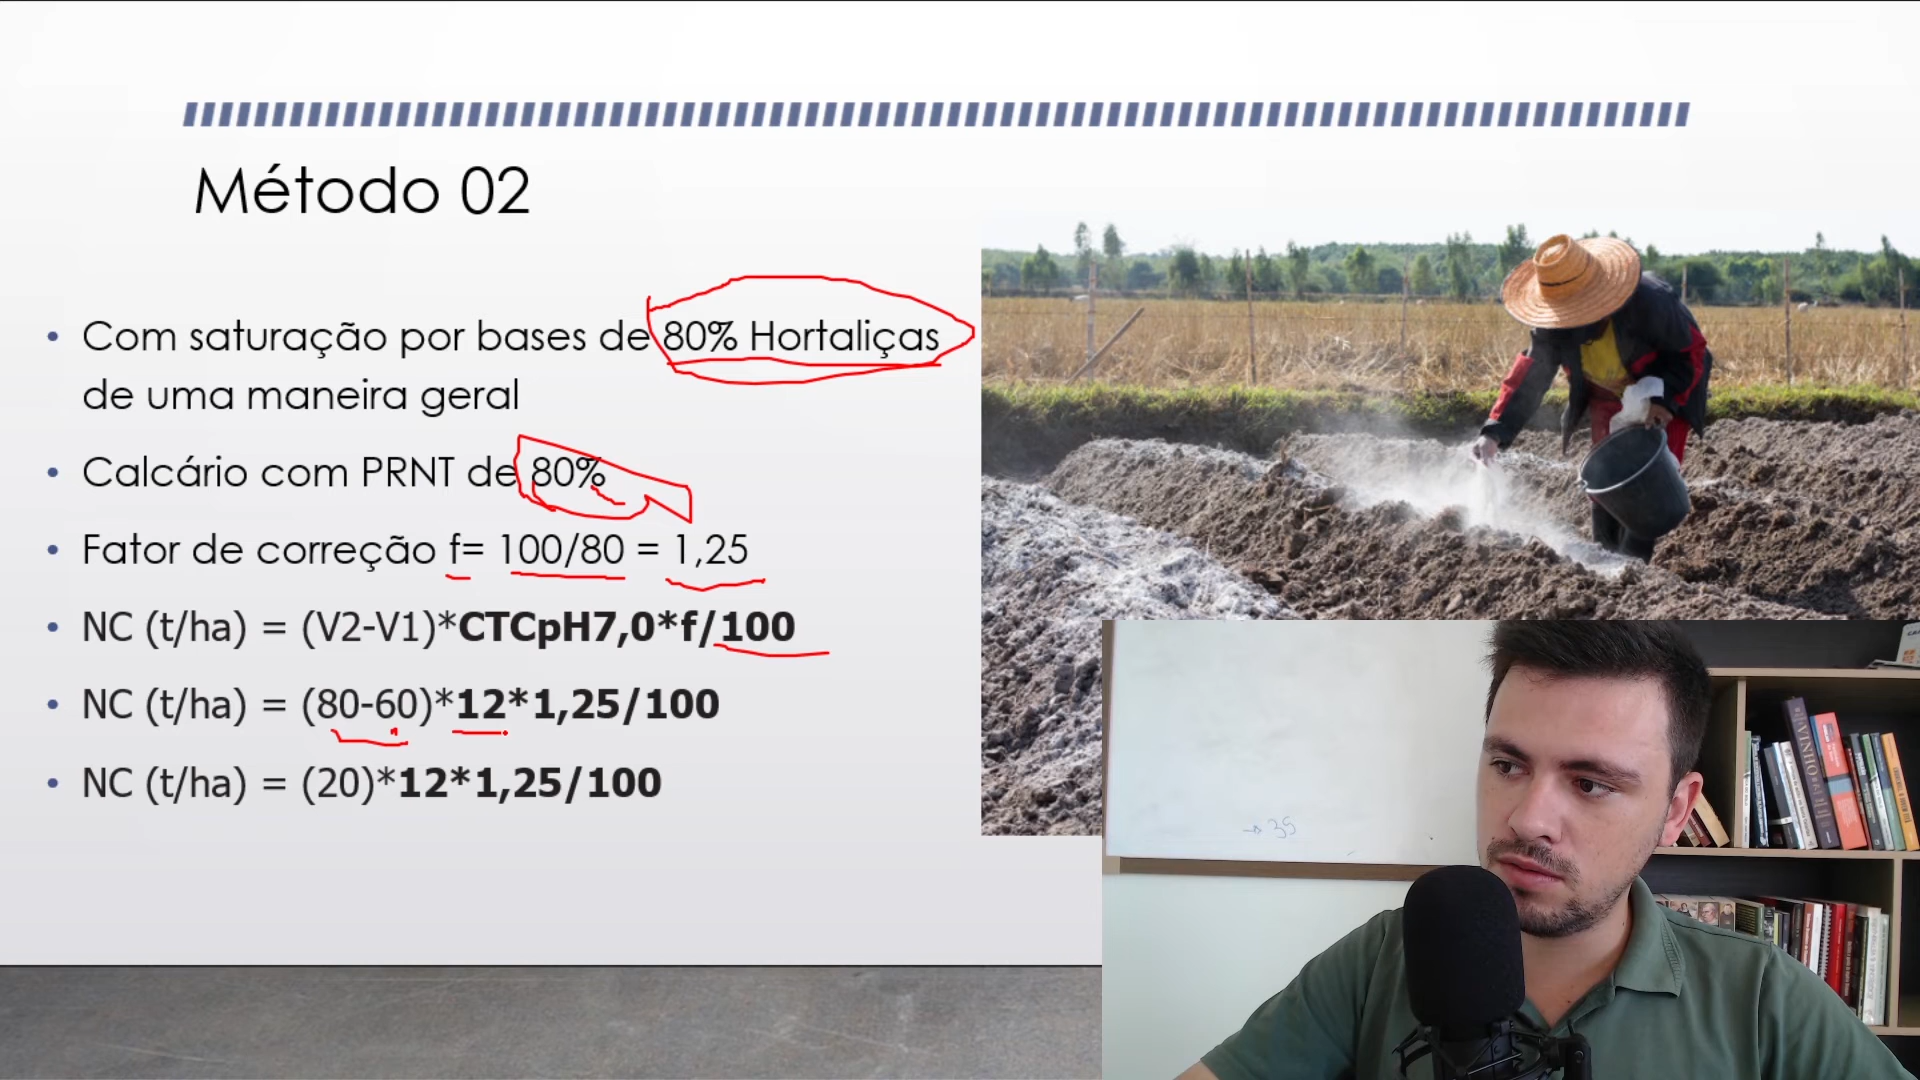 Método 02
• Com saturação por bases de 80% Hortaliças
de uma maneira geral
• Calcário com PRNT de 80%
• Fator de correção f= 100/80 = 1,25
• NC (t/ha) = (V2-V1)*CTCpH7,0*f/100
• NC (t/ha) = (80-60)*12*1,25/100
• NC (t/ha) = (20)*12*1,25/100
→ 35
VINHO